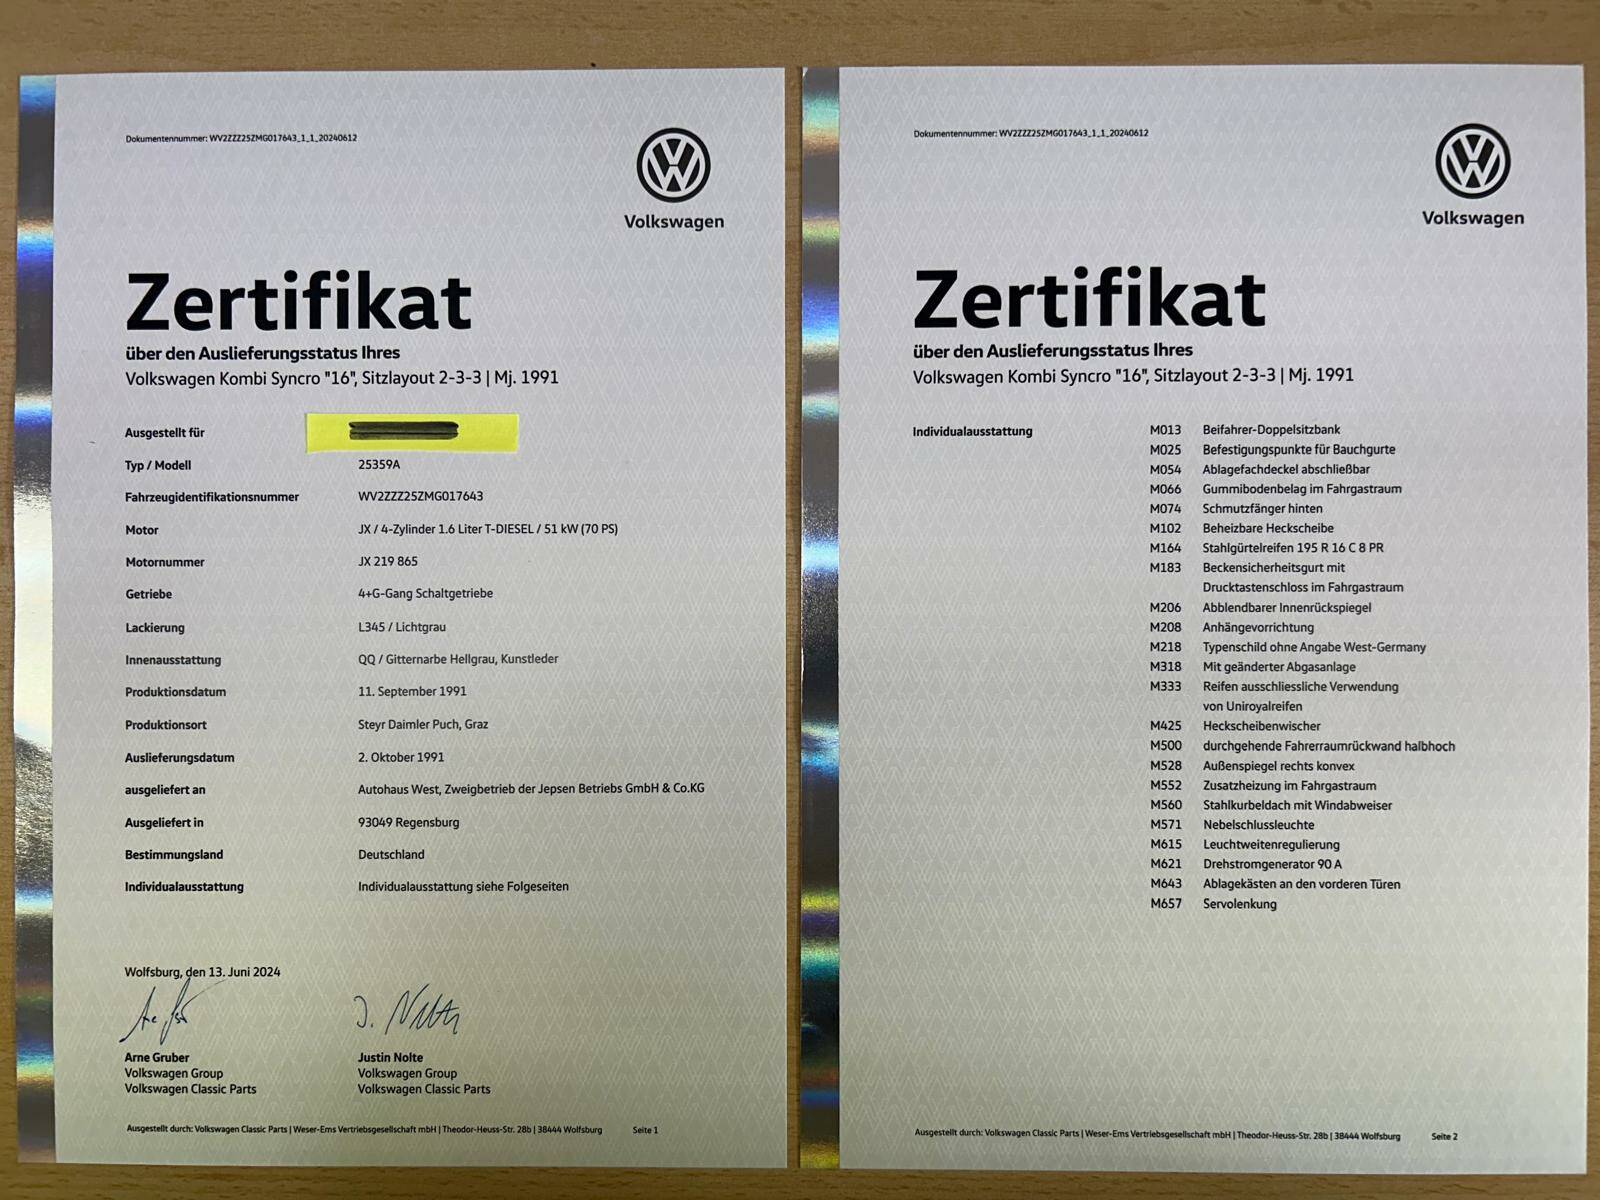 Dokumentennummer: WV2ZZZ25ZMG017643_1_1_20240612
Volkswagen
Zertifikat
über den Auslieferungsstatus Ihres
Volkswagen Kombi Syncro "16", Sitzlayout 2-3-3 | Mj. 1991
Ausgestellt für
Typ / Modell 25359A
Fahrzeugidentifikationsnummer WV2ZZZ25ZMG017643
Motor JX / 4-Zylinder 1.6 Liter T-DIESEL / 51 kW (70 PS)
Motornummer JX 219 865
Getriebe 4+G-Gang Schaltgetriebe
Lackierung L345 / Lichtgrau
Innenausstattung QQ / Gitternarbe Hellgrau, Kunstleder
Produktionsdatum 11. September 1991
Produktionsort Steyr Daimler Puch, Graz
Auslieferungsdatum 2. Oktober 1991
ausgeliefert an Autohaus West, Zweigbetrieb der Jepsen Betriebs GmbH & Co.KG
Ausgeliefert in 93049 Regensburg
Bestimmungsland Deutschland
Individualausstattung Individualausstattung siehe Folgeseiten
Wolfsburg, den 13. Juni 2024
J. Nolte
Arne Gruber Justin Nolte
Volkswagen Group Volkswagen Group
Volkswagen Classic Parts Volkswagen Classic Parts
Ausgestellt durch: Volkswagen Classic Parts | Weser-Ems Vertriebsgesellschaft mbH | Theodor-Heuss-Str. 28b | 38444 Wolfsburg Seite 1
Dokumentennummer: WV2ZZZ25ZMG017643_1_1_20240612
Volkswagen
Zertifikat
über den Auslieferungsstatus Ihres
Volkswagen Kombi Syncro "16", Sitzlayout 2-3-3 | Mj. 1991
Individualausstattung M013 Beifahrer-Doppelsitzbank
M025 Befestigungspunkte für Bauchgurte
M054 Ablagefachdeckel abschließbar
M066 Gummibodenbelag im Fahrgastraum
M074 Schmutzfänger hinten
M102 Beheizbare Heckscheibe
M164 Stahlgürtelreifen 195 R 16 C 8 PR
M183 Beckensicherheitsgurt mit
Drucktastenschloss im Fahrgastraum
M206 Abblendbarer Innenrückspiegel
M208 Anhängevorrichtung
M218 Typenschild ohne Angabe West-Germany
M318 Mit geänderter Abgasanlage
M333 Reifen ausschliessliche Verwendung
von Uniroyalreifen
M425 Heckscheibenwischer
M500 durchgehende Fahrerraumrückwand halbhoch
M528 Außenspiegel rechts konvex
M552 Zusatzheizung im Fahrgastraum
M560 Stahlkurbeldach mit Windabweiser
M571 Nebelschlussleuchte
M615 Leuchtweitenregulierung
M621 Drehstromgenerator 90 A
M643 Ablagekästen an den vorderen Türen
M657 Servolenkung
Ausgestellt durch: Volkswagen Classic Parts | Weser-Ems Vertriebsgesellschaft mbH | Theodor-Heuss-Str. 28b | 38444 Wolfsburg Seite 2